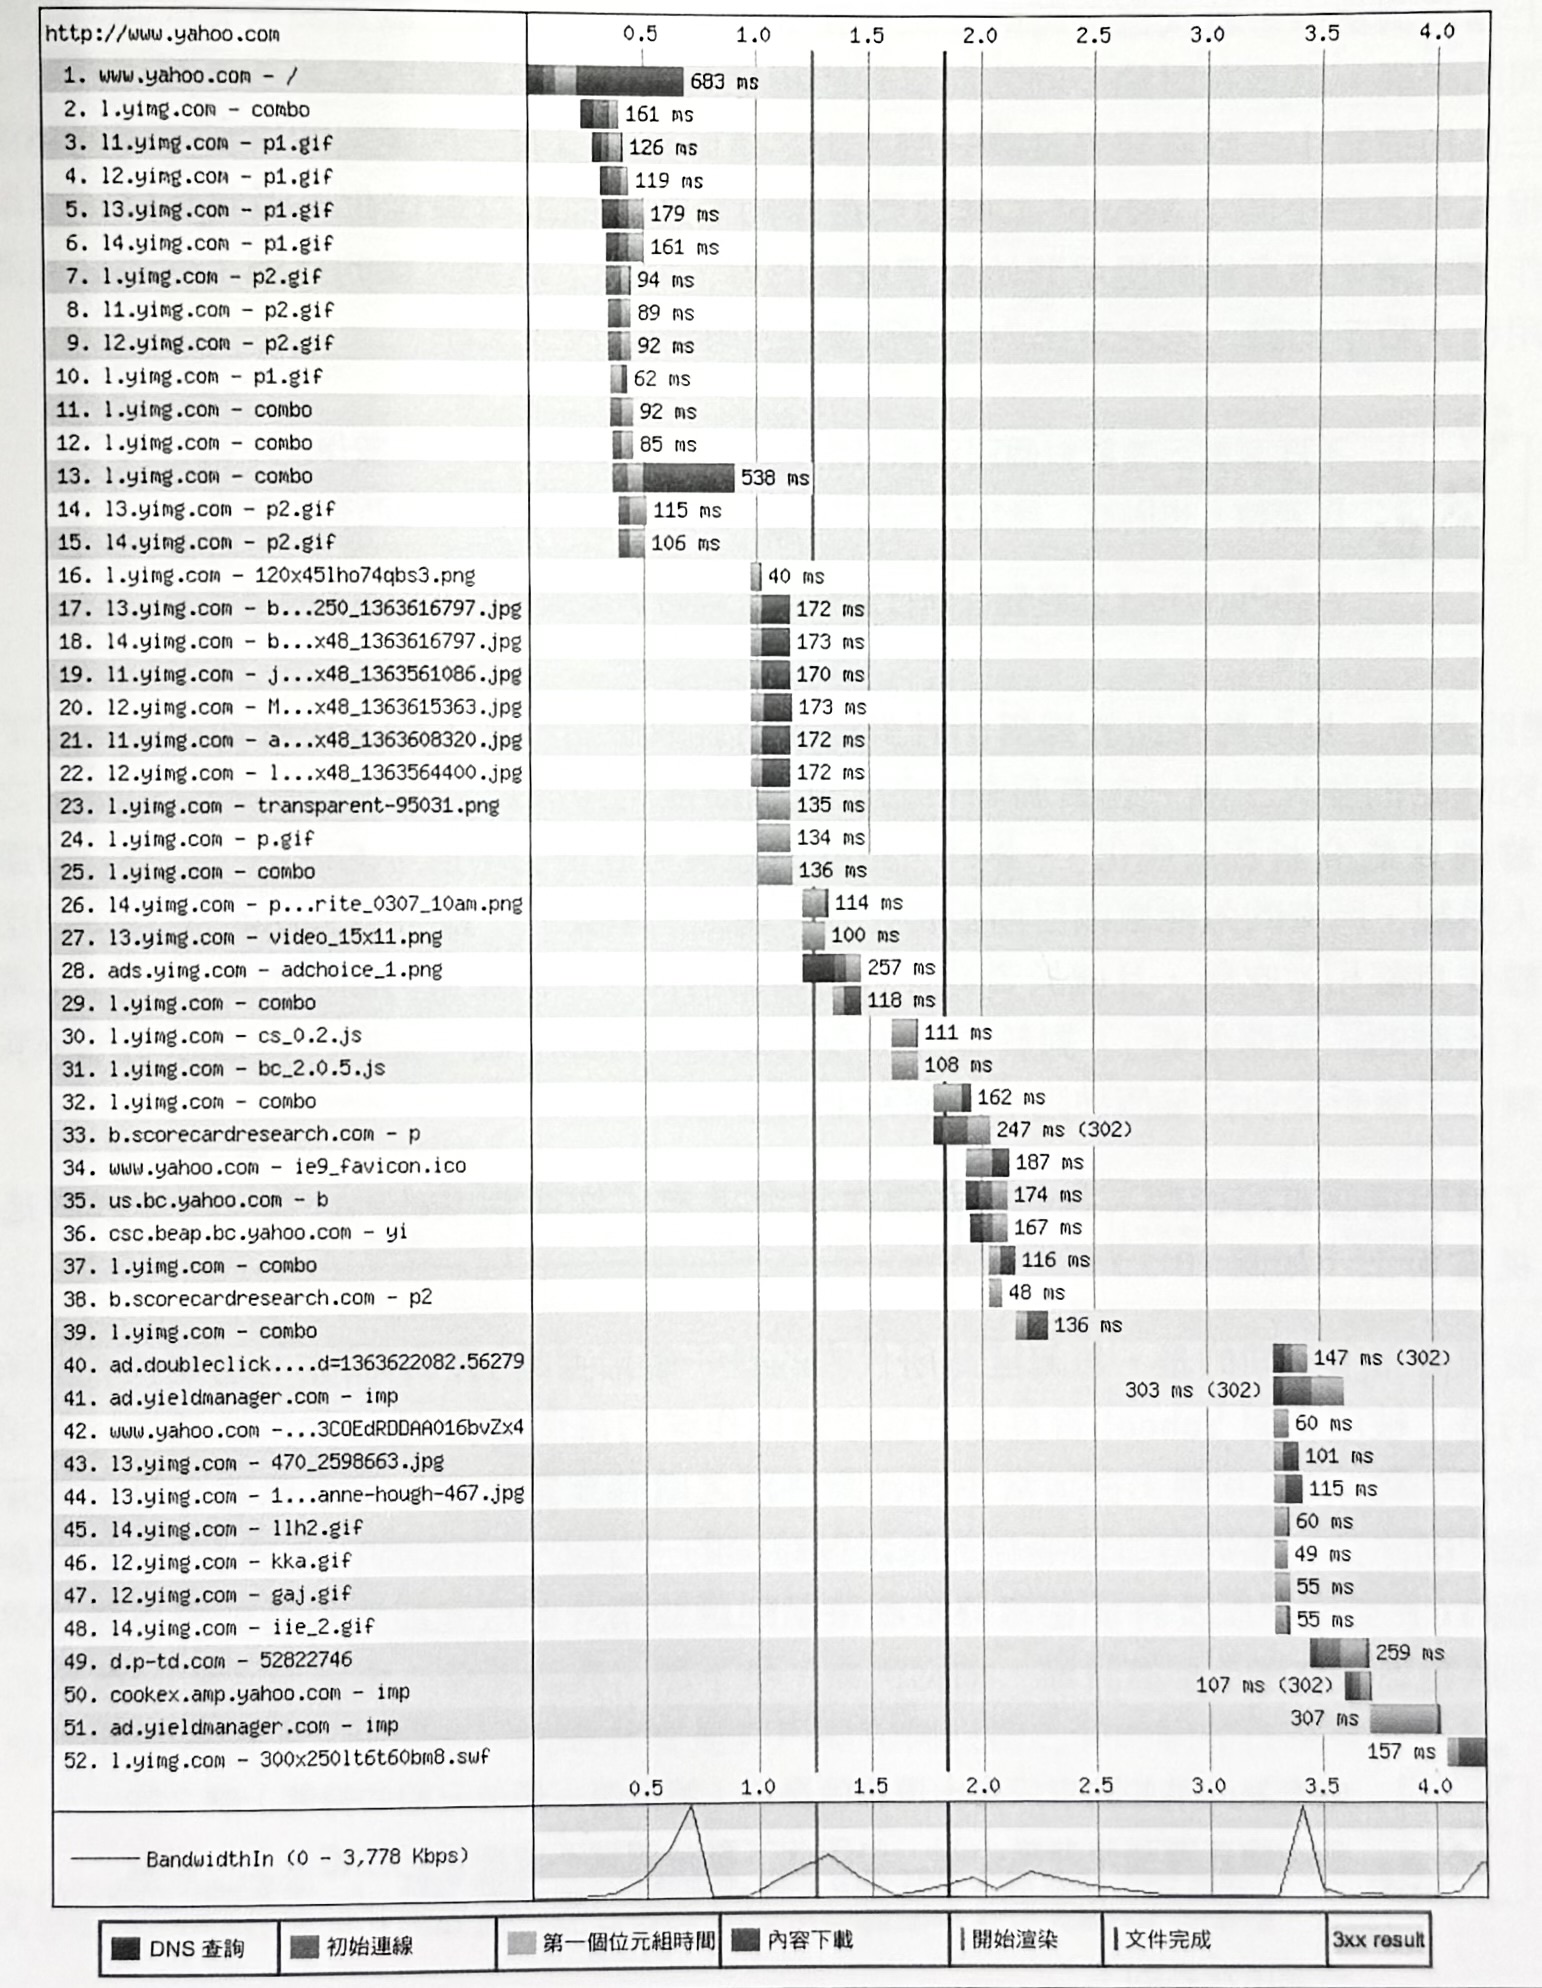 http://www.yahoo.com
0.5 1.0 1.5 2.0 2.5 3.0 3.5 4.0
1. www.yahoo.com - / 683 ms
2. l.yimg.com - combo 161 ms
3. l1.yimg.com - p1.gif 126 ms
4. l2.yimg.com - p1.gif 119 ms
5. l3.yimg.com - p1.gif 179 ms
6. l4.yimg.com - p1.gif 161 ms
7. l.yimg.com - p2.gif 94 ms
8. l1.yimg.com - p2.gif 89 ms
9. l2.yimg.com - p2.gif 92 ms
10. l.yimg.com - p1.gif 62 ms
11. l.yimg.com - combo 92 ms
12. l.yimg.com - combo 85 ms
13. l.yimg.com - combo 538 ms
14. l3.yimg.com - p2.gif 115 ms
15. l4.yimg.com - p2.gif 106 ms
16. l.yimg.com - 120x45lho74qbs3.png 40 ms
17. l3.yimg.com - b...250_1363616797.jpg 172 ms
18. l4.yimg.com - b...x48_1363616797.jpg 173 ms
19. l1.yimg.com - j...x48_1363561086.jpg 170 ms
20. l2.yimg.com - M...x48_1363615363.jpg 173 ms
21. l1.yimg.com - a...x48_1363608320.jpg 172 ms
22. l2.yimg.com - l...x48_1363564400.jpg 172 ms
23. l.yimg.com - transparent-95031.png 135 ms
24. l.yimg.com - p.gif 134 ms
25. l.yimg.com - combo 136 ms
26. l4.yimg.com - p...rite_0307_10am.png 114 ms
27. l3.yimg.com - video_15x11.png 100 ms
28. ads.yimg.com - adchoice_1.png 257 ms
29. l.yimg.com - combo 118 ms
30. l.yimg.com - cs_0.2.js 111 ms
31. l.yimg.com - bc_2.0.5.js 108 ms
32. l.yimg.com - combo 162 ms
33. b.scorecardresearch.com - p 247 ms (302)
34. www.yahoo.com - ie9_favicon.ico 187 ms
35. us.bc.yahoo.com - b 174 ms
36. csc.beap.bc.yahoo.com - yi 167 ms
37. l.yimg.com - combo 116 ms
38. b.scorecardresearch.com - p2 48 ms
39. l.yimg.com - combo 136 ms
40. ad.doubleclick....d=1363622082.56279 147 ms (302)
41. ad.yieldmanager.com - imp 303 ms (302)
42. www.yahoo.com -...3COEdRDDAAO16bvZx4 60 ms
43. l3.yimg.com - 470_2598663.jpg 101 ms
44. l3.yimg.com - 1...anne-hough-467.jpg 115 ms
45. l4.yimg.com - llh2.gif 60 ms
46. l2.yimg.com - kka.gif 49 ms
47. l2.yimg.com - gaj.gif 55 ms
48. l4.yimg.com - iie_2.gif 55 ms
49. d.p-td.com - 52822746 259 ms
50. cookex.amp.yahoo.com - imp 107 ms (302)
51. ad.yieldmanager.com - imp 307 ms
52. l.yimg.com - 300x250lt6t60bm8.swf 157 ms
0.5 1.0 1.5 2.0 2.5 3.0 3.5 4.0
BandwidthIn (0 - 3,778 Kbps)
DNS 查詢 初始連線 第一個位元組時間 內容下載 開始渲染 文件完成 3xx result